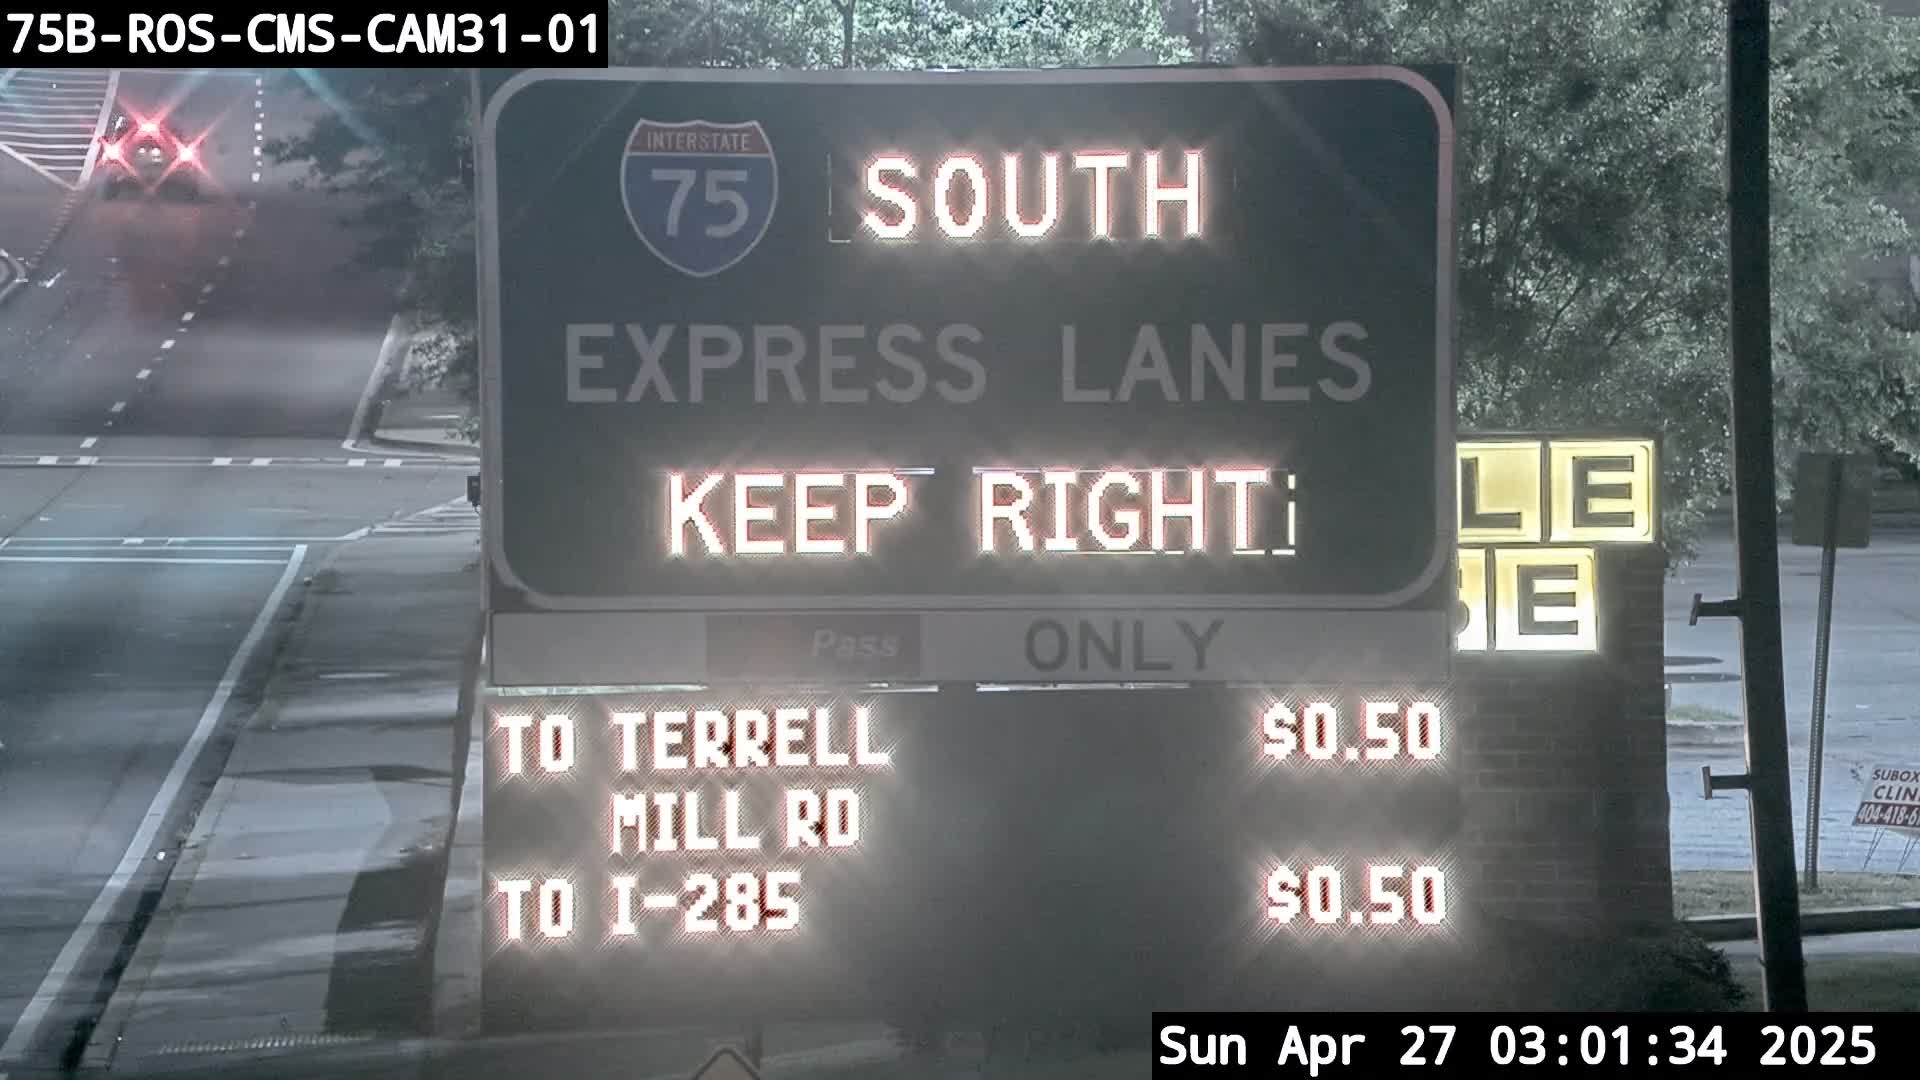 75B-ROS-CMS-CAM31-01
INTERSTATE
75
SOUTH
EXPRESS LANES
KEEP RIGHT
Pass ONLY
TO TERRELL $0.50
MILL RD
TO I-285 $0.50
LE
E
SUBOX
CLIN
404-418-6
Sun Apr 27 03:01:34 2025